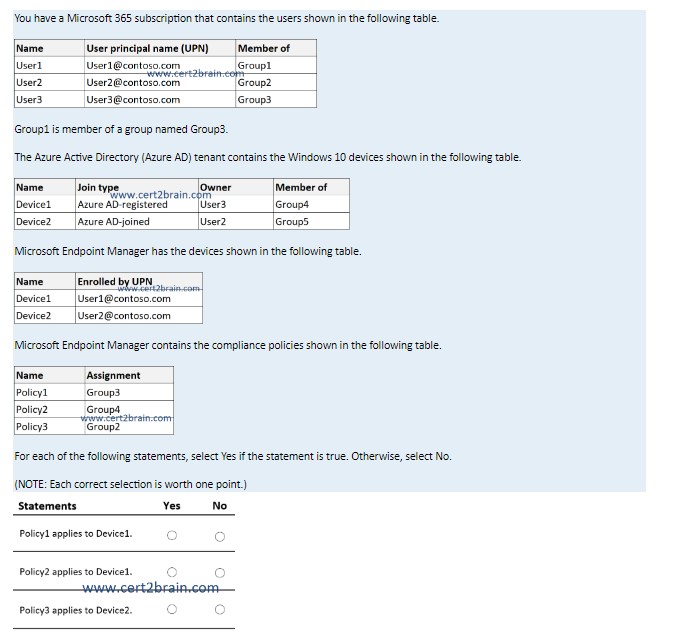 You have a Microsoft 365 subscription that contains the users shown in the following table.
Name User principal name (UPN) Member of
User1 User1@contoso.com Group1
www.cert2brain.com
User2 User2@contoso.com Group2
User3 User3@contoso.com Group3
Group1 is member of a group named Group3.
The Azure Active Directory (Azure AD) tenant contains the Windows 10 devices shown in the following table.
Name Join type Owner Member of
www.cert2brain.com
Device1 Azure AD-registered User3 Group4
Device2 Azure AD-joined User2 Group5
Microsoft Endpoint Manager has the devices shown in the following table.
Name Enrolled by UPN
www.cert2brain.com
Device1 User1@contoso.com
Device2 User2@contoso.com
Microsoft Endpoint Manager contains the compliance policies shown in the following table.
Name Assignment
Policy1 Group3
Policy2 Group4
www.cert2brain.com
Policy3 Group2
For each of the following statements, select Yes if the statement is true. Otherwise, select No.
(NOTE: Each correct selection is worth one point.)
Statements Yes No
Policy1 applies to Device1.
Policy2 applies to Device1.
www.cert2brain.com
Policy3 applies to Device2.